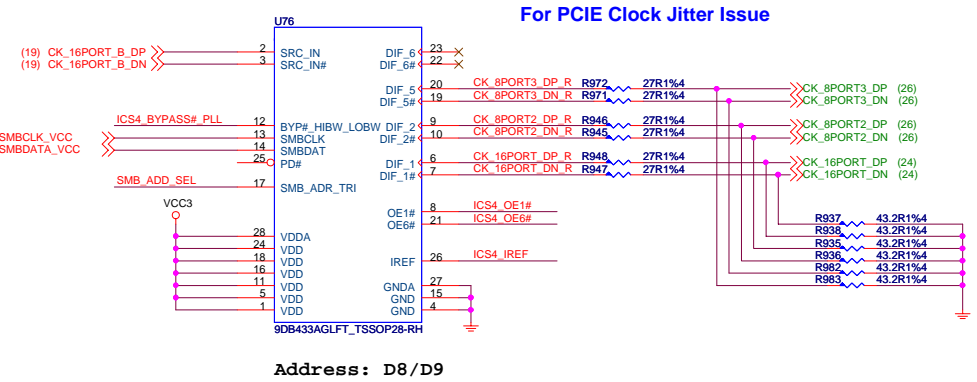 For PCIE Clock Jitter Issue
U76
(19) CK_16PORT_B_DP 2 SRC_IN DIF_6 23
(19) CK_16PORT_B_DN 3 SRC_IN# DIF_6# 22
DIF_5 20 CK_8PORT3_DP_R R972 27R1%4 CK_8PORT3_DP (26)
DIF_5# 19 CK_8PORT3_DN_R R971 27R1%4 CK_8PORT3_DN (26)
ICS4_BYPASS#_PLL 12 BYP#_HIBW_LOBW DIF_2 9 CK_8PORT2_DP_R R946 27R1%4 CK_8PORT2_DP (26)
SMBCLK_VCC 13 SMBCLK DIF_2# 10 CK_8PORT2_DN_R R945 27R1%4 CK_8PORT2_DN (26)
SMBDATA_VCC 14 SMBDAT
25 PD# DIF_1 6 CK_16PORT_DP_R R948 27R1%4 CK_16PORT_DP (24)
DIF_1# 7 CK_16PORT_DN_R R947 27R1%4 CK_16PORT_DN (24)
SMB_ADD_SEL 17 SMB_ADR_TRI
VCC3
OE1# 8 ICS4_OE1#
OE6# 21 ICS4_OE6#
R937 43.2R1%4
R938 43.2R1%4
R935 43.2R1%4
R936 43.2R1%4
R982 43.2R1%4
R983 43.2R1%4
28 VDDA
24 VDD
18 VDD IREF 26 ICS4_IREF
16 VDD
11 VDD GNDA 27
5 VDD GND 15
1 VDD GND 4
9DB433AGLFT_TSSOP28-RH
Address: D8/D9